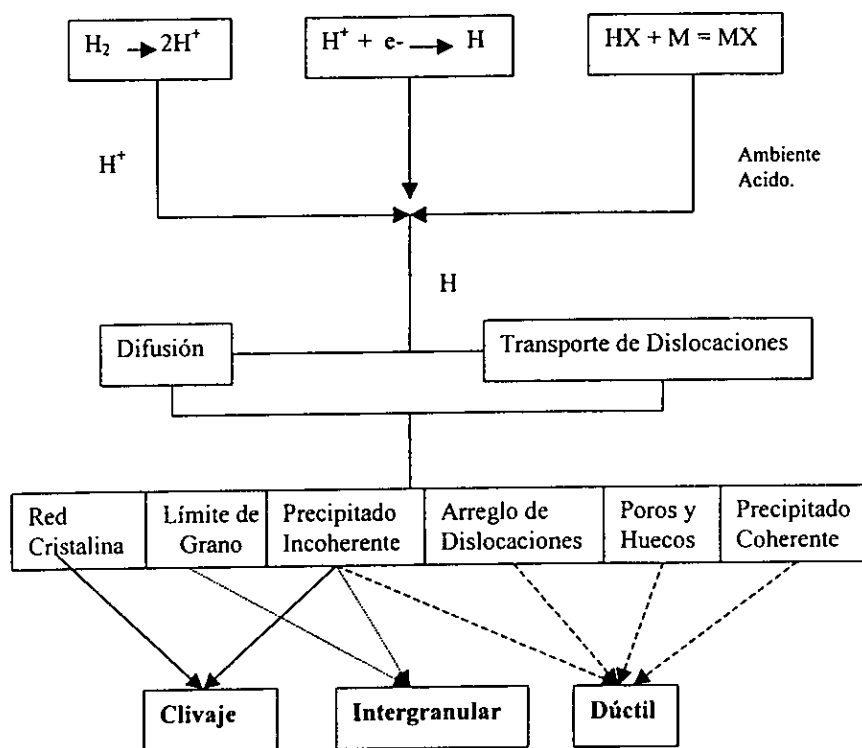 H₂ → 2H⁺
H⁺ + e- → H
HX + M = MX
H⁺
Ambiente
Acido.
H
Difusión
Transporte de Dislocaciones
Red
Cristalina
Límite de
Grano
Precipitado
Incoherente
Arreglo de
Dislocaciones
Poros y
Huecos
Precipitado
Coherente
Clivaje
Intergranular
Dúctil